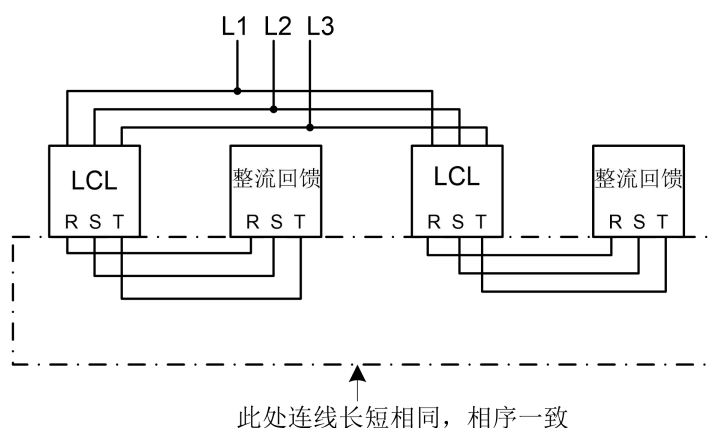 L1 L2 L3
LCL 整流回馈 LCL 整流回馈
R S T R S T R S T R S T
此处连线长短相同，相序一致